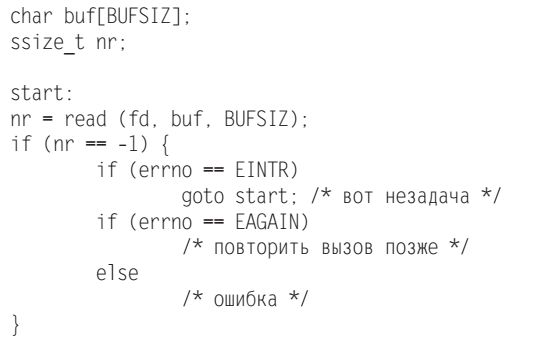 char buf[BUFSIZ];
ssize_t nr;

start:
nr = read (fd, buf, BUFSIZ);
if (nr == -1) {
        if (errno == EINTR)
                goto start; /* вот незадача */
        if (errno == EAGAIN)
                /* повторить вызов позже */
        else
                /* ошибка */
}